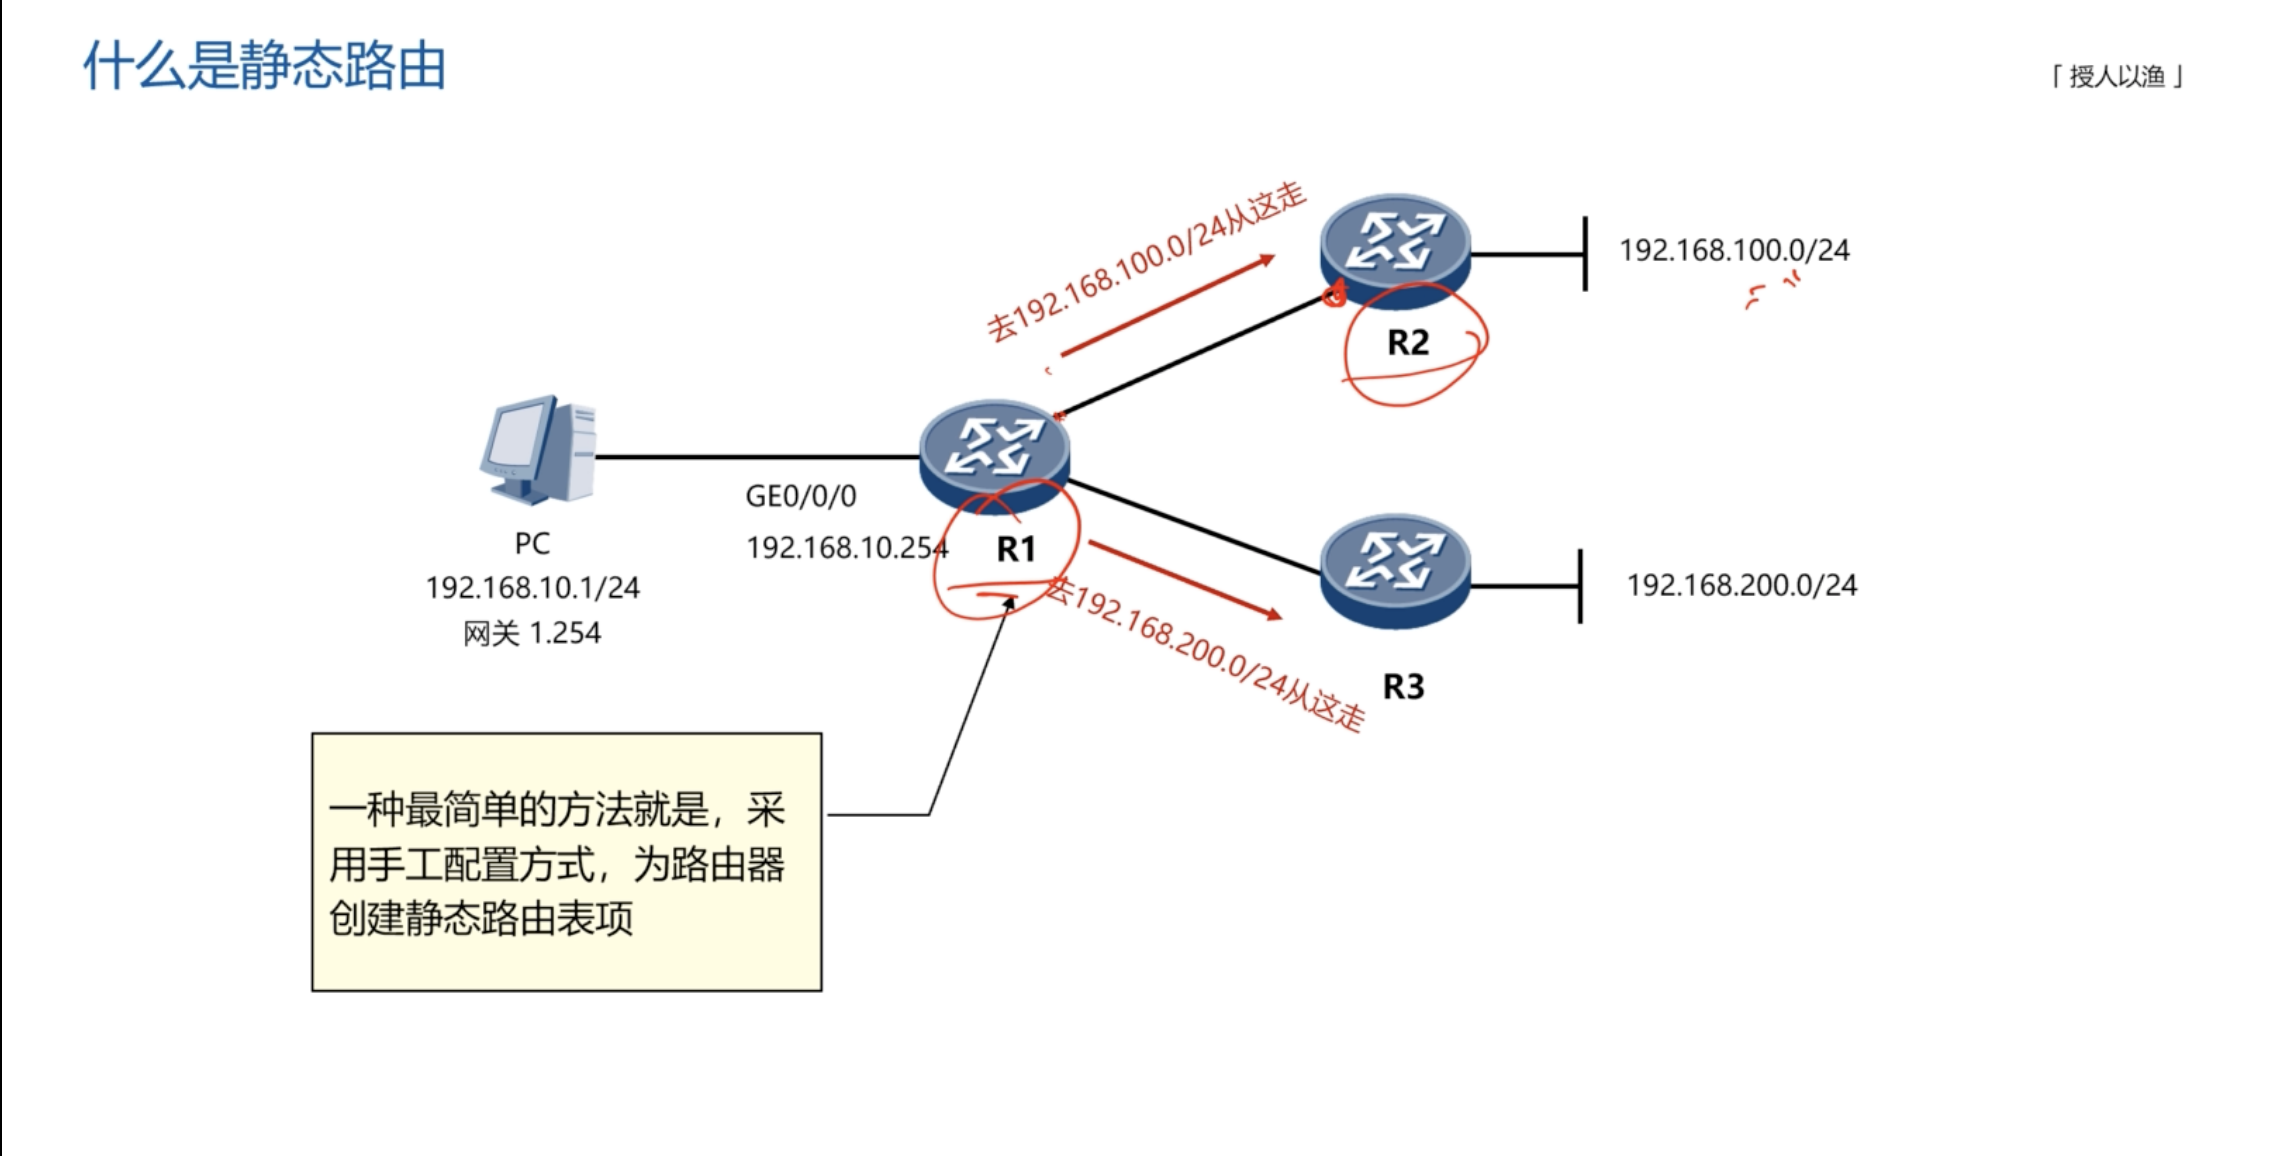 什么是静态路由
「授人以渔」
去192.168.100.0/24从这走
192.168.100.0/24
R2
GE0/0/0
192.168.10.254
R1
PC
192.168.10.1/24
网关 1.254
去192.168.200.0/24从这走
192.168.200.0/24
R3
一种最简单的方法就是，采
用手工配置方式，为路由器
创建静态路由表项